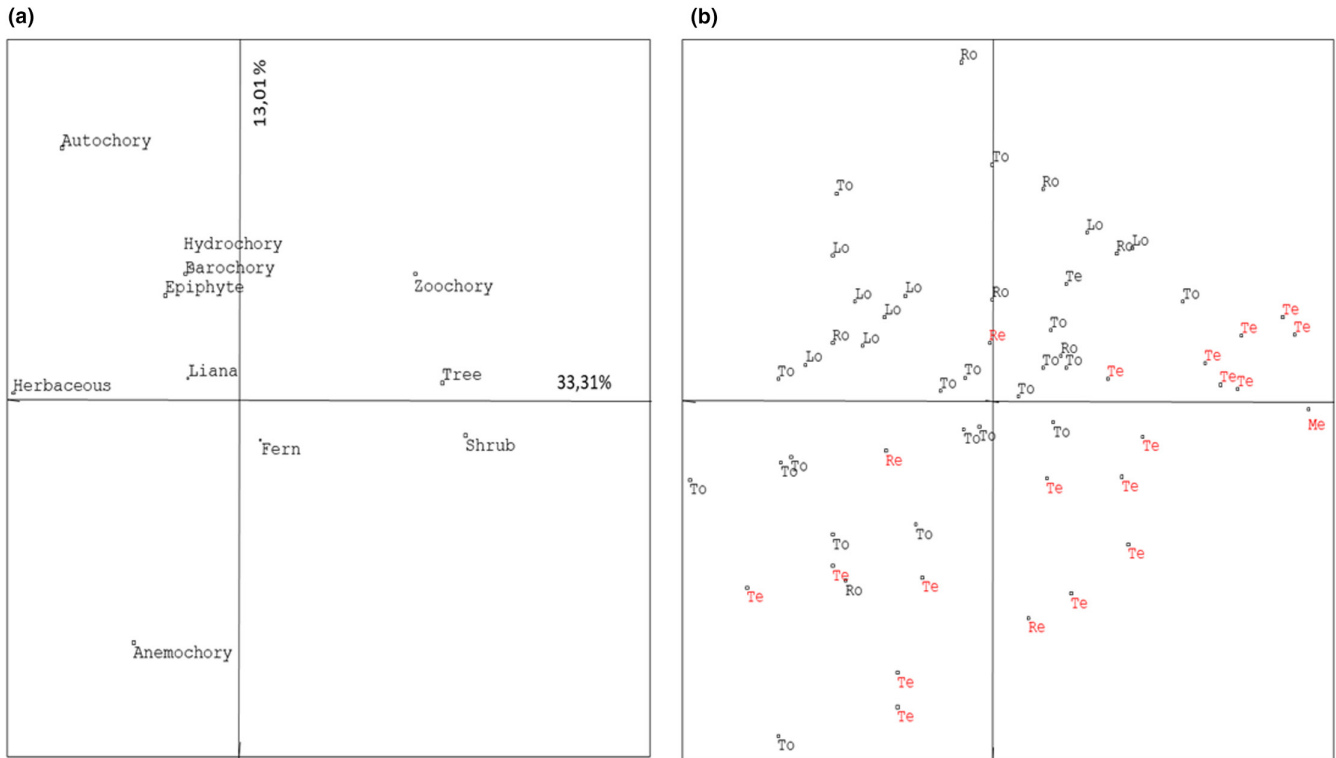 (a)
(b)
13,01 %
Autochory
Hydrochory
Barochory
Epiphyte
Zoochory
Liana
Herbaceous
Tree
33,31%
Fern
Shrub
Anemochory
Ro
To
To
Ro
Lo
Lo
Ro Lo
Te
Lo Lo
Ro
To
Lo
Te
Ro
Lo
Re
To
Te
Te
Ro
Lo
To
To
Te
To
To
To
Te
Te Te
To
To
Me
To To
To
Te
To To
Re
To
Te
Te
To
To
Te
Te
Ro
Te
Te
Te
Re
Te
Te
To